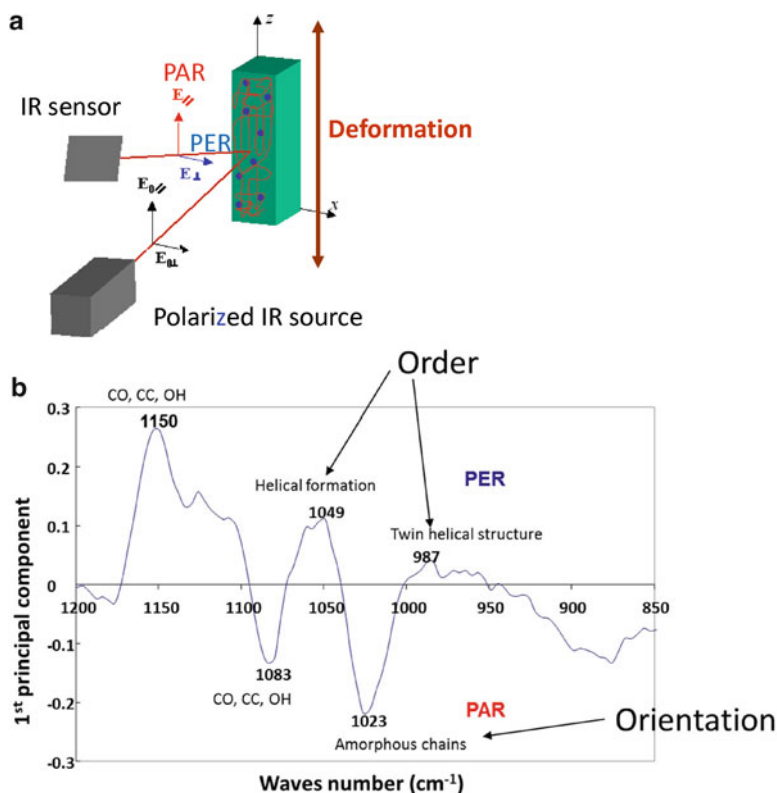 a
z
PAR
E//
IR sensor
PER
Deformation
E⊥
E0//
x
E0⊥
Polarized IR source
Order
b
0.3
CO, CC, OH
1150
0.2
Helical formation
PER
1049
0.1
Twin helical structure
987
1st principal component
0
1200 1150 1100 1050 1000 950 900 850
-0.1
1083
CO, CC, OH
-0.2
1023
PAR
Orientation
Amorphous chains
-0.3
Waves number (cm-1)